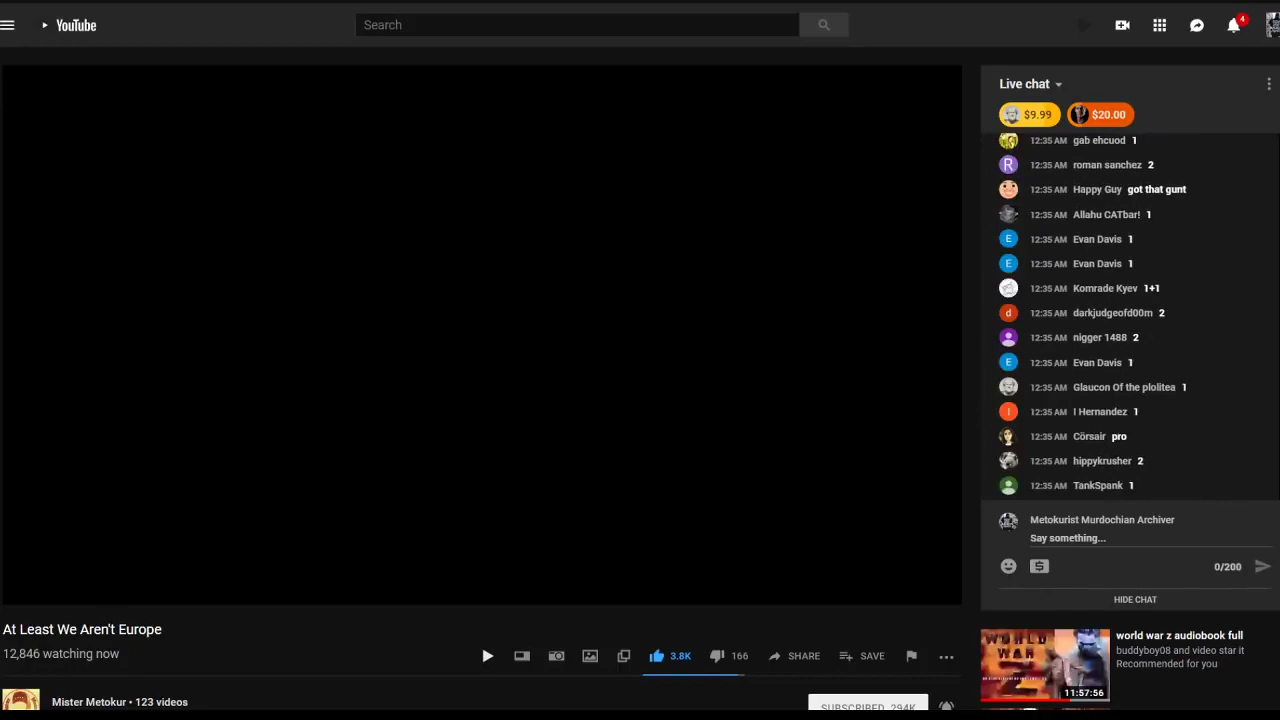 YouTube
Search
4
Live chat
$9.99 $20.00
12:35 AM gab ehcuod 1
12:35 AM roman sanchez 2
R
12:35 AM Happy Guy got that gunt
12:35 AM Allahu CATbar! 1
E 12:35 AM Evan Davis 1
E 12:35 AM Evan Davis 1
12:35 AM Komrade Kyev 1+1
d 12:35 AM darkjudgeofd00m 2
12:35 AM nigger 1488 2
E 12:35 AM Evan Davis 1
12:35 AM Glaucon Of the plolitea 1
I 12:35 AM I Hernandez 1
12:35 AM Cörsair pro
12:35 AM hippykrusher 2
12:35 AM TankSpank 1
Metokurist Murdochian Archiver
Say something...
0/200
HIDE CHAT
At Least We Aren't Europe
12,846 watching now
3.8K 166 SHARE SAVE
Mister Metokur • 123 videos
SUBSCRIBED 294K
WORLD
WAR
Z
11:57:56
world war z audiobook full
buddyboy08 and video star it
Recommended for you